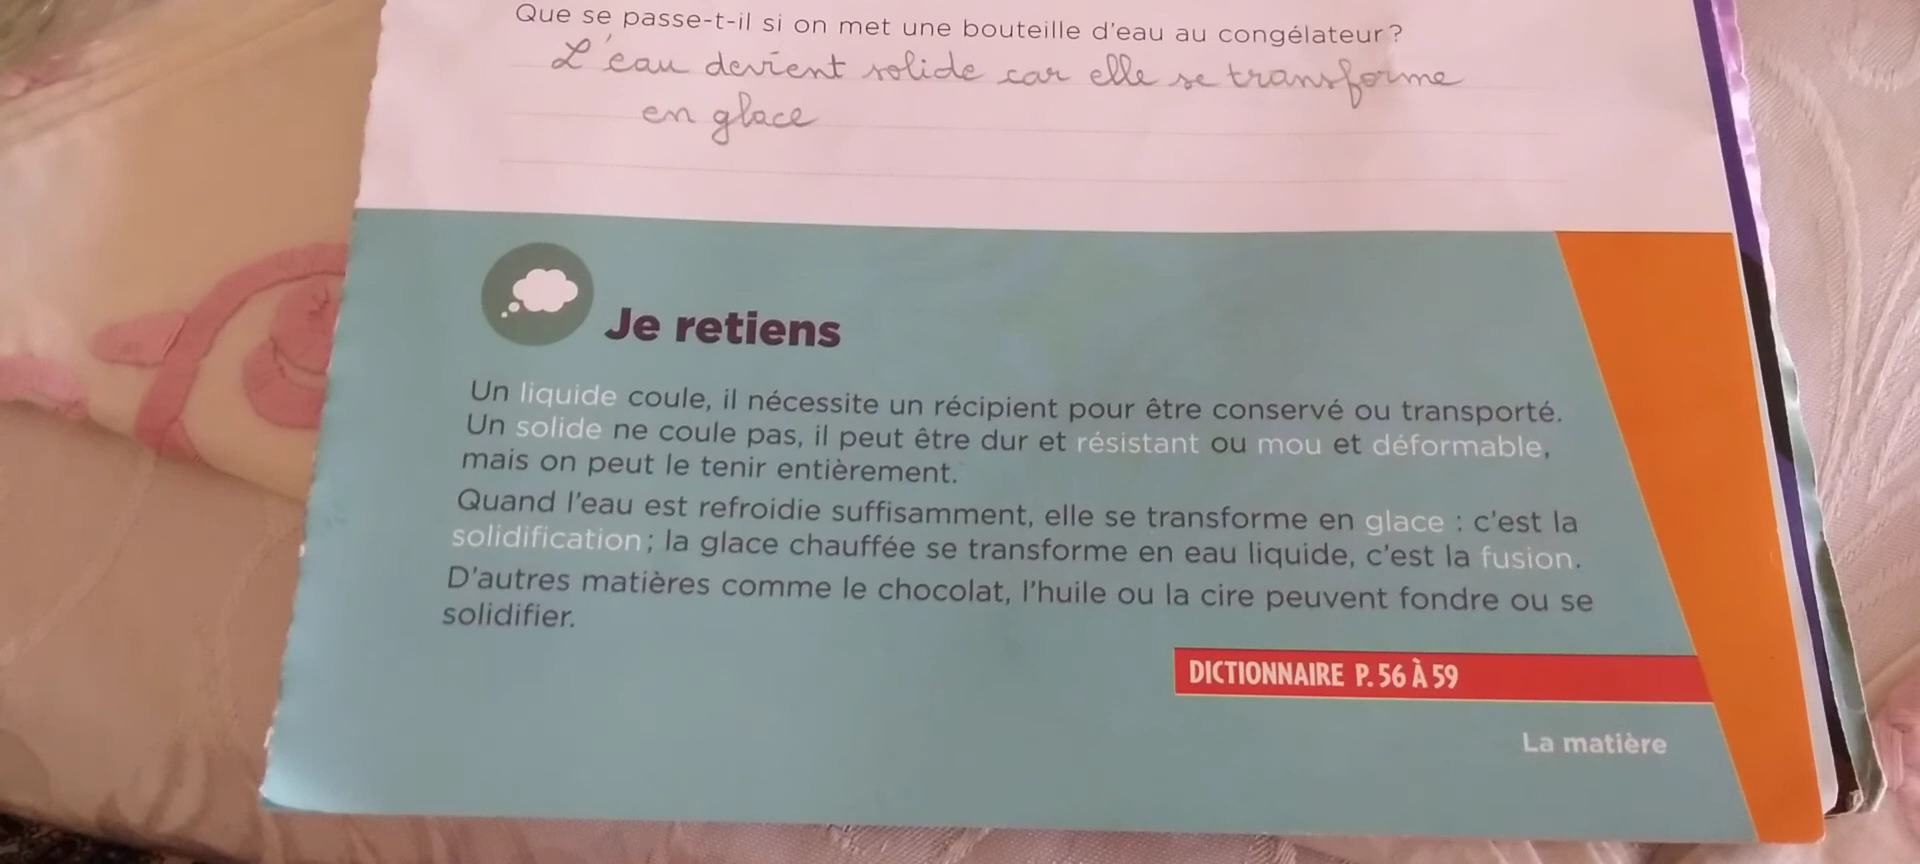 Que se passe-t-il si on met une bouteille d'eau au congélateur ?
L'eau devient solide car elle se transforme
en glace
Je retiens
Un liquide coule, il nécessite un récipient pour être conservé ou transporté.
Un solide ne coule pas, il peut être dur et résistant ou mou et déformable,
mais on peut le tenir entièrement.
Quand l'eau est refroidie suffisamment, elle se transforme en glace : c'est la
solidification ; la glace chauffée se transforme en eau liquide, c'est la fusion.
D'autres matières comme le chocolat, l'huile ou la cire peuvent fondre ou se
solidifier.
DICTIONNAIRE P. 56 À 59
La matière